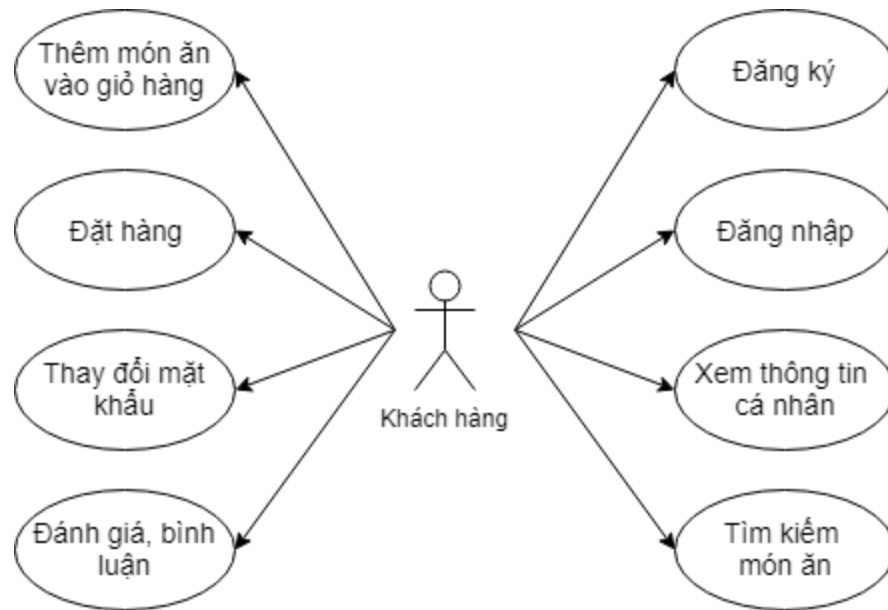 Thêm món ăn
vào giỏ hàng
Đặt hàng
Thay đổi mặt
khẩu
Đánh giá, bình
luận
Khách hàng
Đăng ký
Đăng nhập
Xem thông tin
cá nhân
Tìm kiếm
món ăn